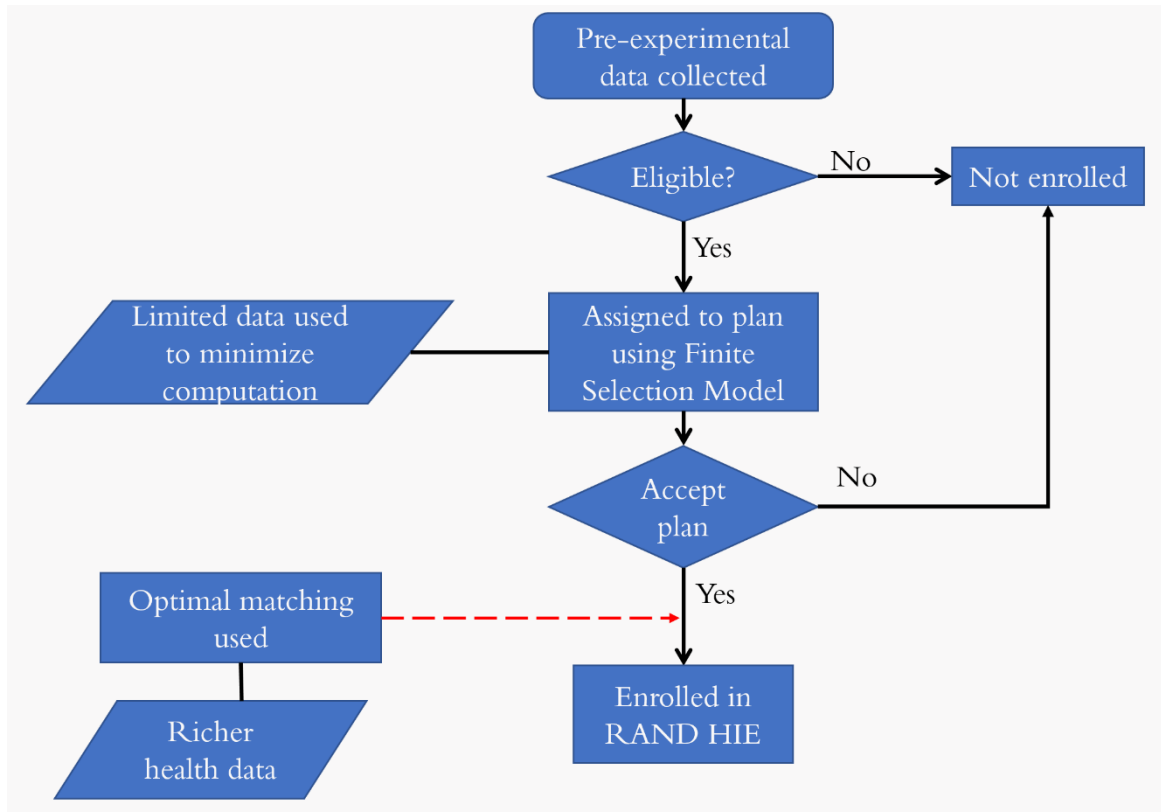 Pre-experimental
data collected
Eligible?
No
Not enrolled
Yes
Limited data used
to minimize
computation
Assigned to plan
using Finite
Selection Model
Accept
plan
No
Yes
Optimal matching
used
Richer
health data
Enrolled in
RAND HIE